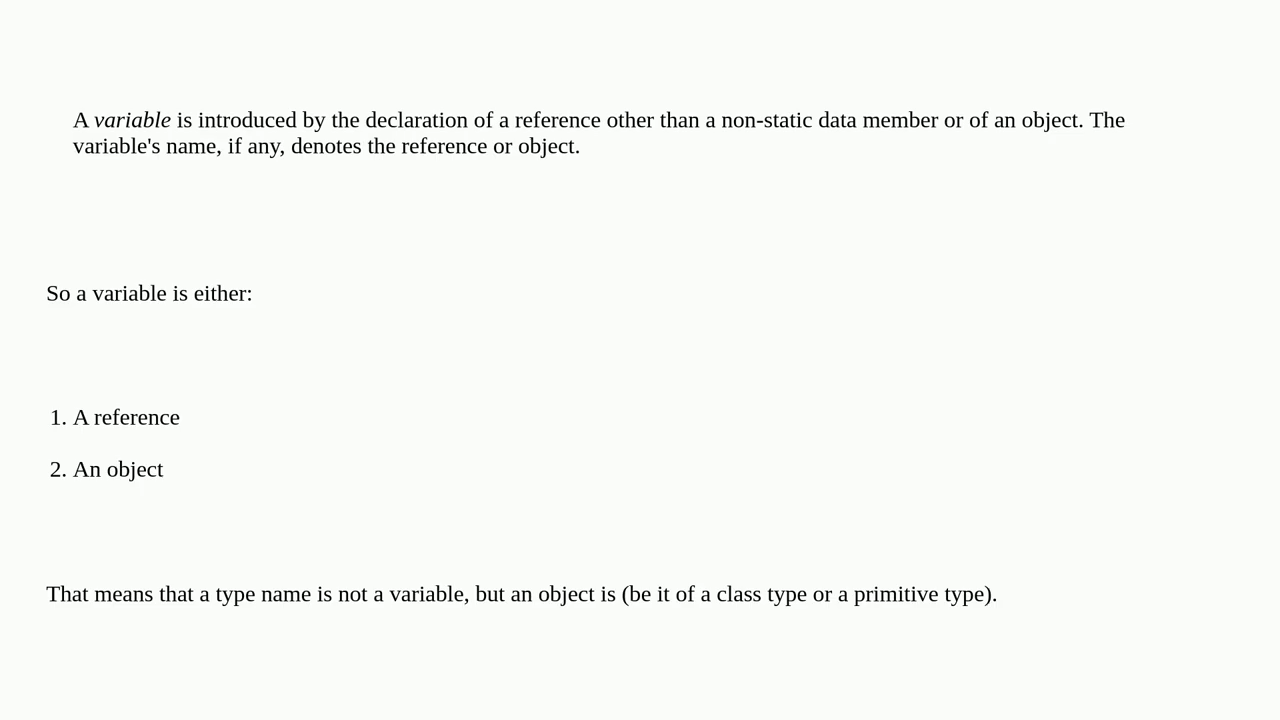 A variable is introduced by the declaration of a reference other than a non-static data member or of an object. The
variable's name, if any, denotes the reference or object.
So a variable is either:
1. A reference
2. An object
That means that a type name is not a variable, but an object is (be it of a class type or a primitive type).